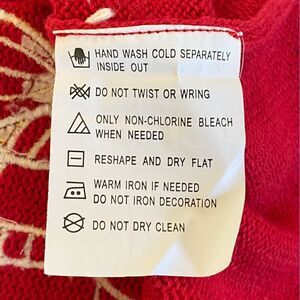 HAND WASH COLD SEPARATELY
INSIDE OUT
DO NOT TWIST OR WRING
ONLY NON-CHLORINE BLEACH
WHEN NEEDED
RESHAPE AND DRY FLAT
WARM IRON IF NEEDED
DO NOT IRON DECORATION
DO NOT DRY CLEAN